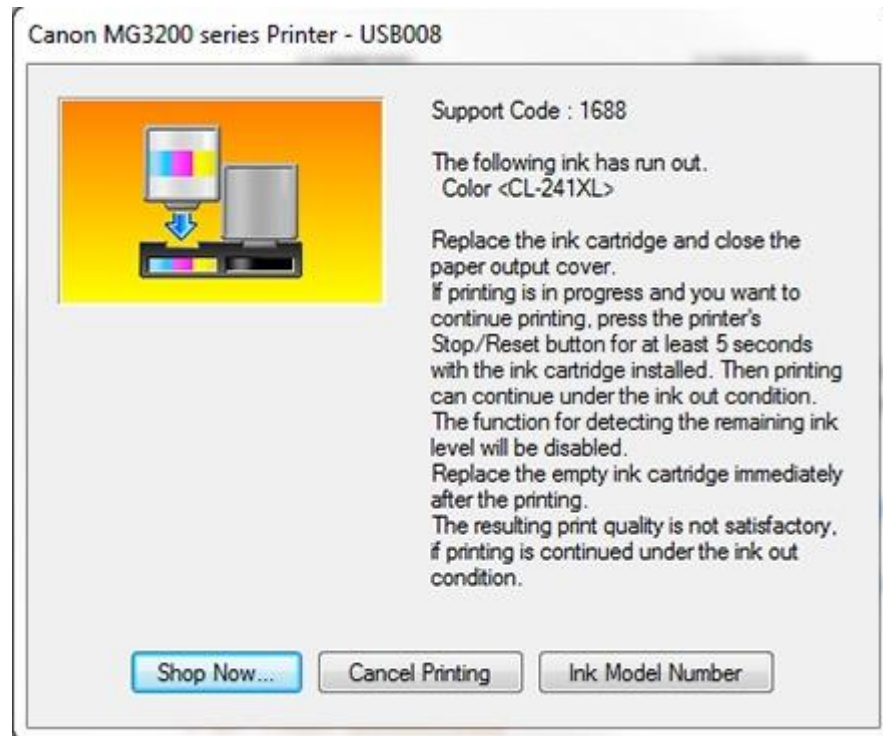 Canon MG3200 series Printer - USB008
Support Code : 1688
The following ink has run out.
Color <CL-241XL>
Replace the ink cartridge and close the
paper output cover.
If printing is in progress and you want to
continue printing, press the printer's
Stop/Reset button for at least 5 seconds
with the ink cartridge installed. Then printing
can continue under the ink out condition.
The function for detecting the remaining ink
level will be disabled.
Replace the empty ink cartridge immediately
after the printing.
The resulting print quality is not satisfactory,
if printing is continued under the ink out
condition.
Shop Now...
Cancel Printing
Ink Model Number